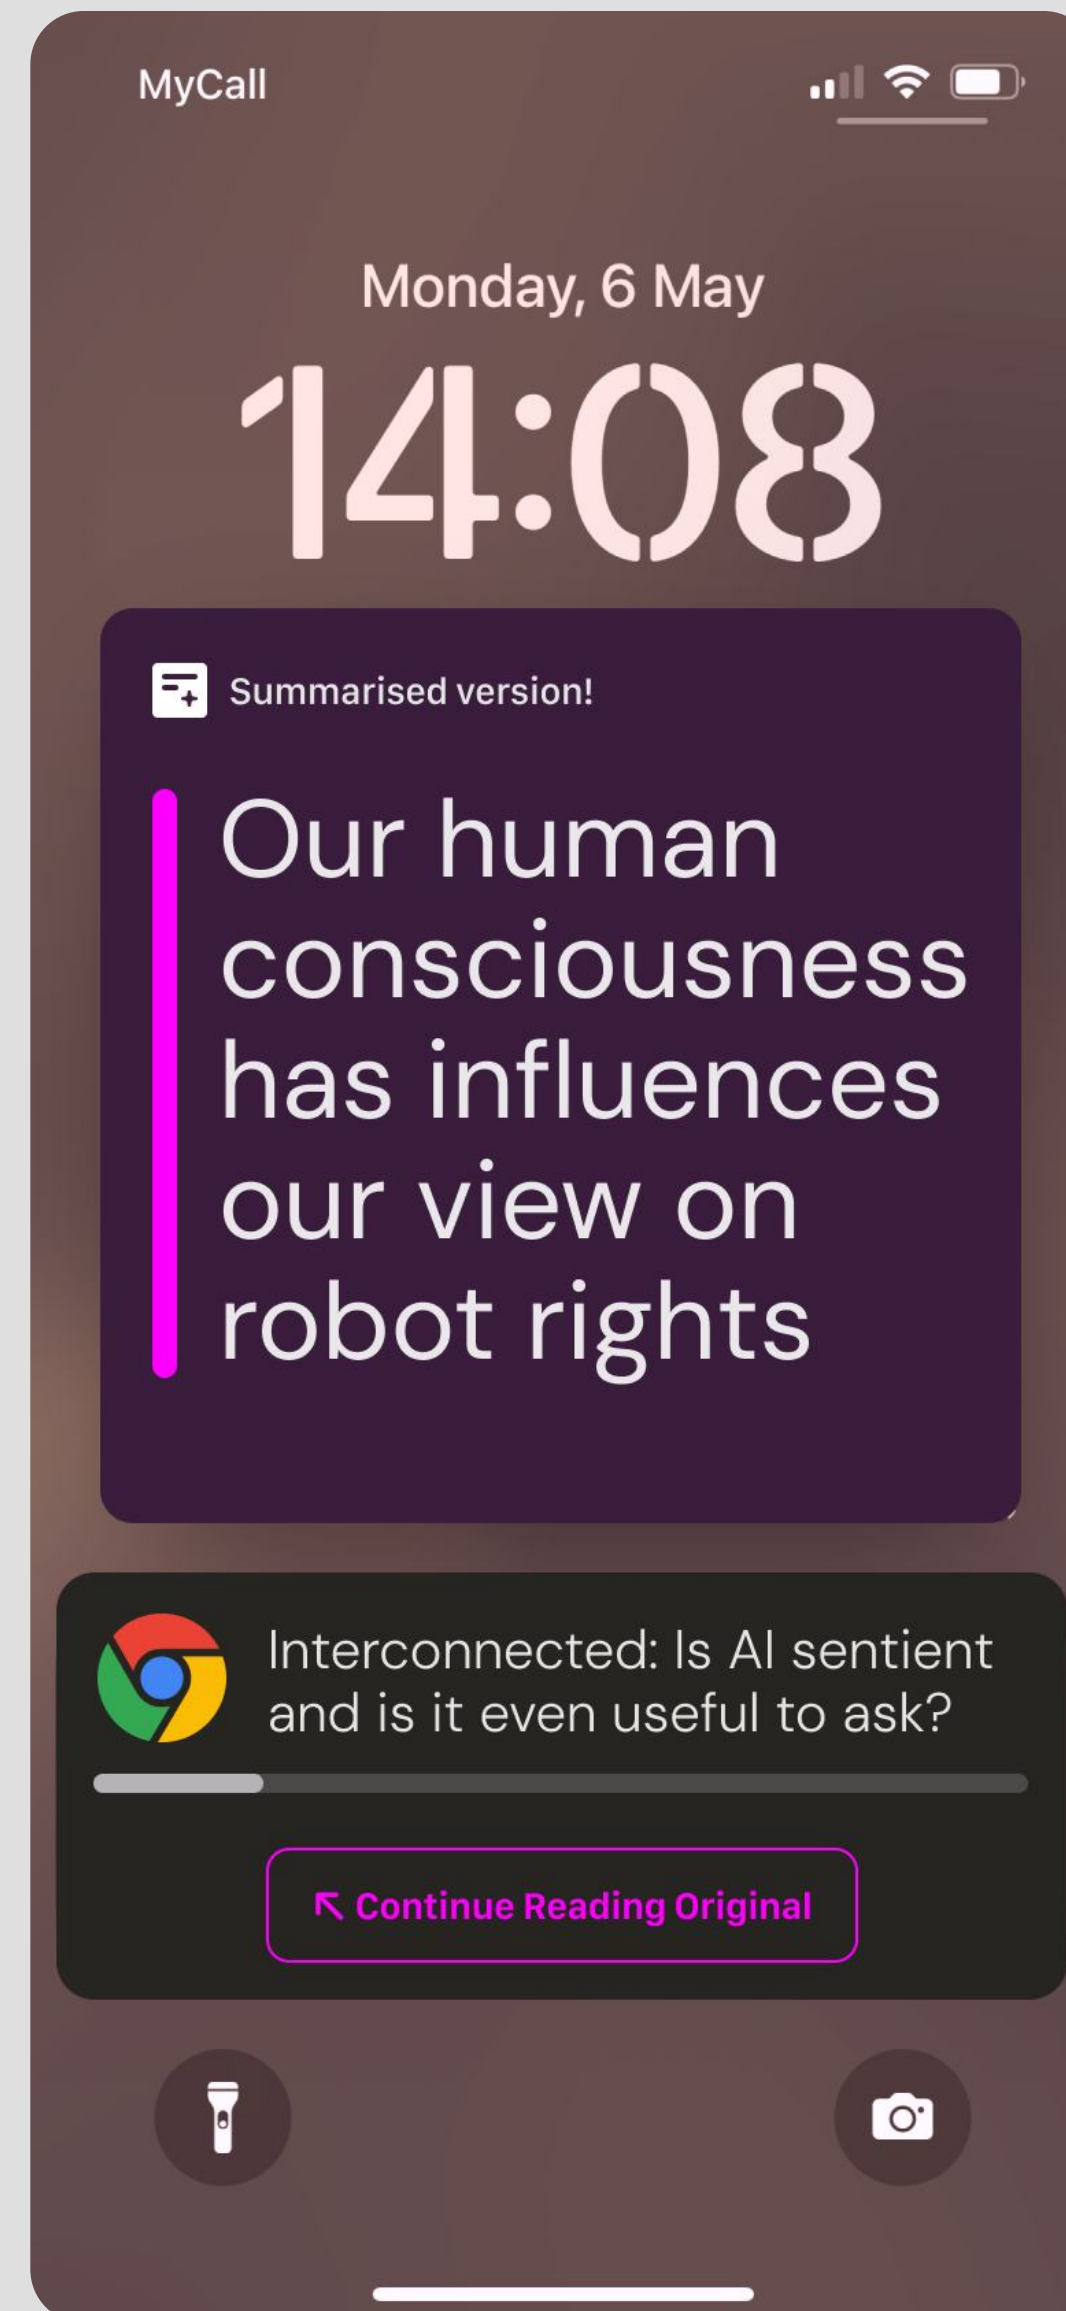 MyCall
Monday, 6 May
14:08
Summarised version!
Our human
consciousness
has influences
our view on
robot rights
Interconnected: Is AI sentient
and is it even useful to ask?
Continue Reading Original